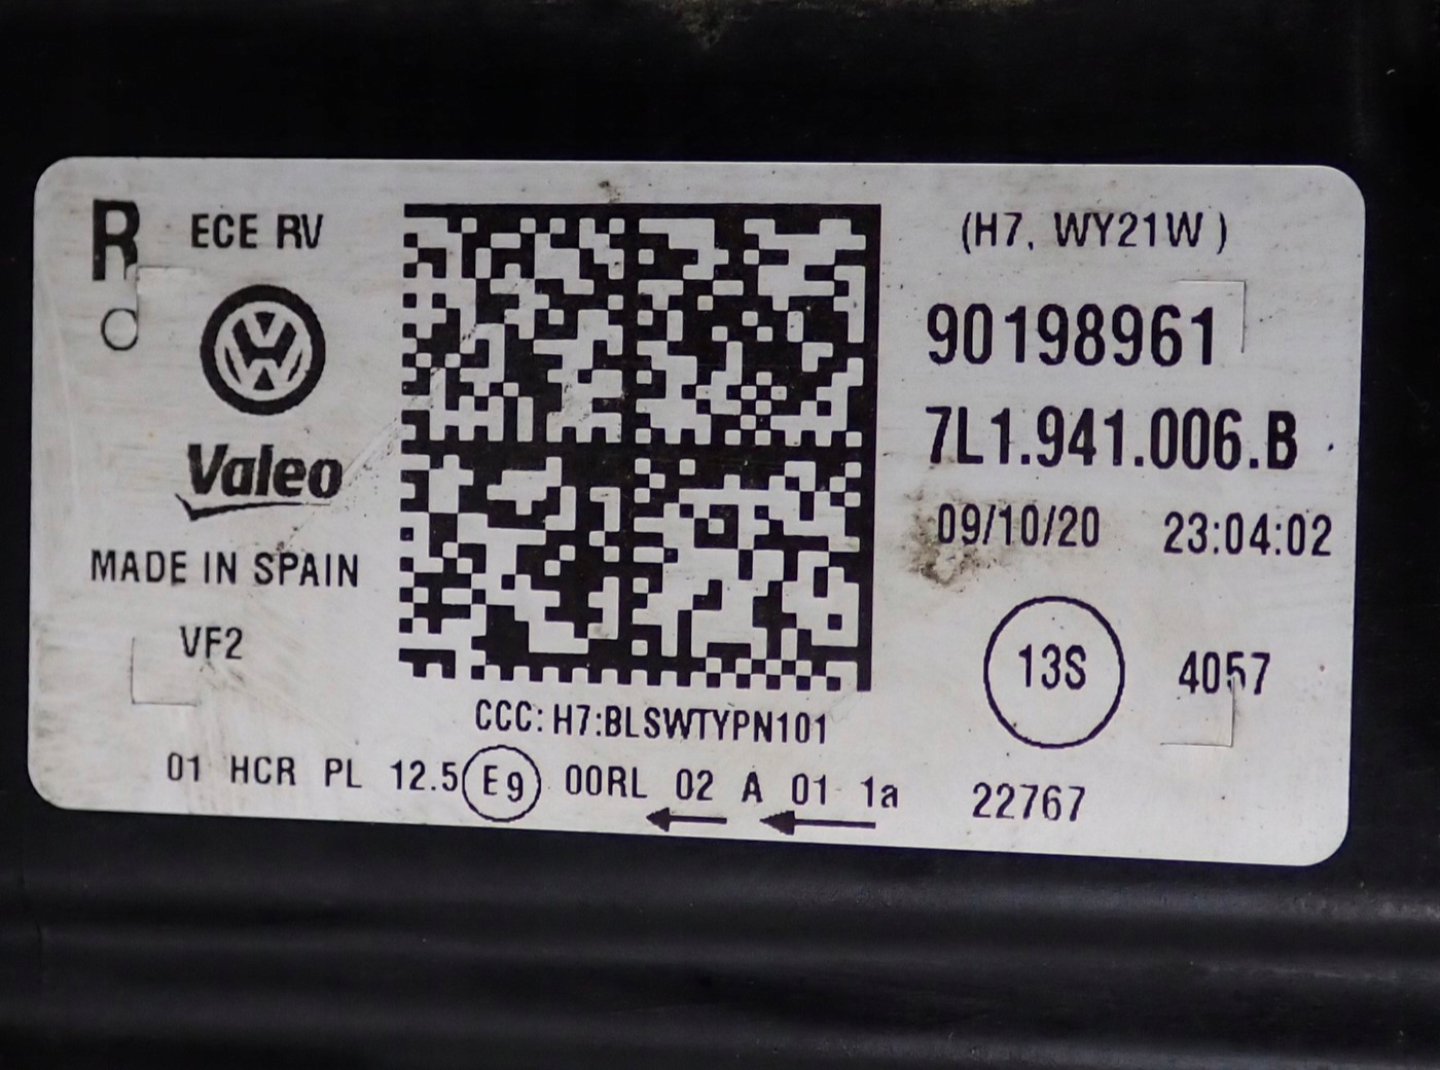 R ECE RV
Valeo
MADE IN SPAIN
VF2
CCC: H7:BLSWTYPN101
01 HCR PL 12.5 E9 00RL 02 A 01 1a
(H7, WY21W )
90198961
7L1.941.006.B
09/10/20 23:04:02
13S 4057
22767